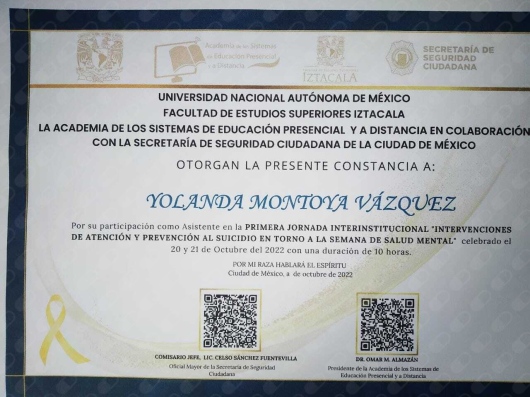 Academia de los Sistemas
de Educación Presencial
y a Distancia
IZTACALA
SECRETARÍA DE
SEGURIDAD
CIUDADANA
UNIVERSIDAD NACIONAL AUTÓNOMA DE MÉXICO
FACULTAD DE ESTUDIOS SUPERIORES IZTACALA
LA ACADEMIA DE LOS SISTEMAS DE EDUCACIÓN PRESENCIAL Y A DISTANCIA EN COLABORACIÓN
CON LA SECRETARÍA DE SEGURIDAD CIUDADANA DE LA CIUDAD DE MÉXICO
OTORGAN LA PRESENTE CONSTANCIA A:
YOLANDA MONTOYA VÁZQUEZ
Por su participación como Asistente en la PRIMERA JORNADA INTERINSTITUCIONAL "INTERVENCIONES
DE ATENCIÓN Y PREVENCIÓN AL SUICIDIO EN TORNO A LA SEMANA DE SALUD MENTAL" celebrado el
20 y 21 de Octubre del 2022 con una duración de 10 horas.
POR MI RAZA HABLARÁ EL ESPÍRITU
Ciudad de México, a de octubre de 2022
COMISARIO JEFE, LIC. CELSO SÁNCHEZ FUENTEVILLA
Oficial Mayor de la Secretaría de Seguridad
Ciudadana
DR. OMAR M. ALMAZÁN
Presidente de la Academia de los Sistemas de
Educación Presencial y a Distancia